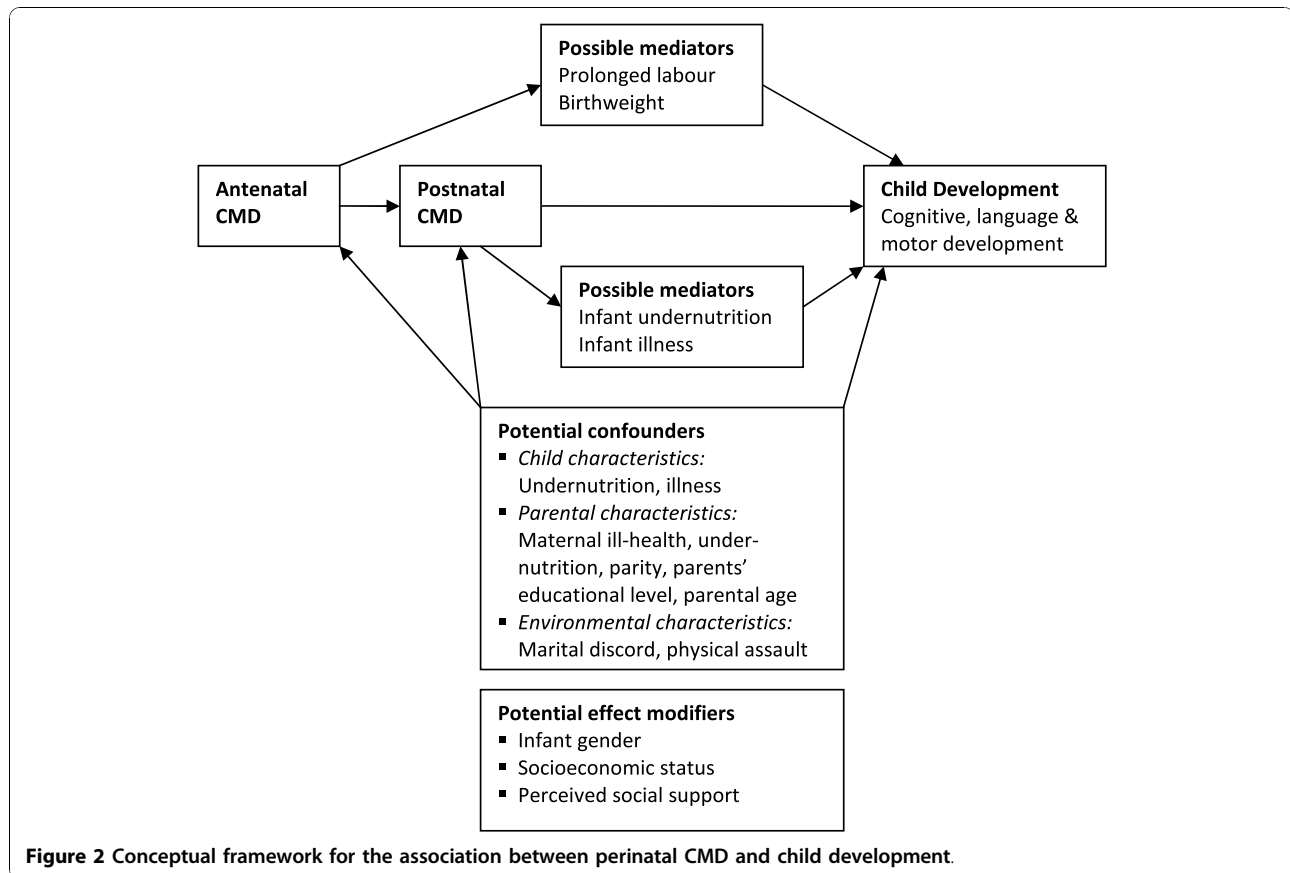 Possible mediators
Prolonged labour
Birthweight
Antenatal
CMD
Postnatal
CMD
Child Development
Cognitive, language &
motor development
Possible mediators
Infant undernutrition
Infant illness
Potential confounders
▪ Child characteristics:
Undernutrition, illness
▪ Parental characteristics:
Maternal ill-health, under-
nutrition, parity, parents’
educational level, parental age
▪ Environmental characteristics:
Marital discord, physical assault
Potential effect modifiers
▪ Infant gender
▪ Socioeconomic status
▪ Perceived social support
Figure 2 Conceptual framework for the association between perinatal CMD and child development.